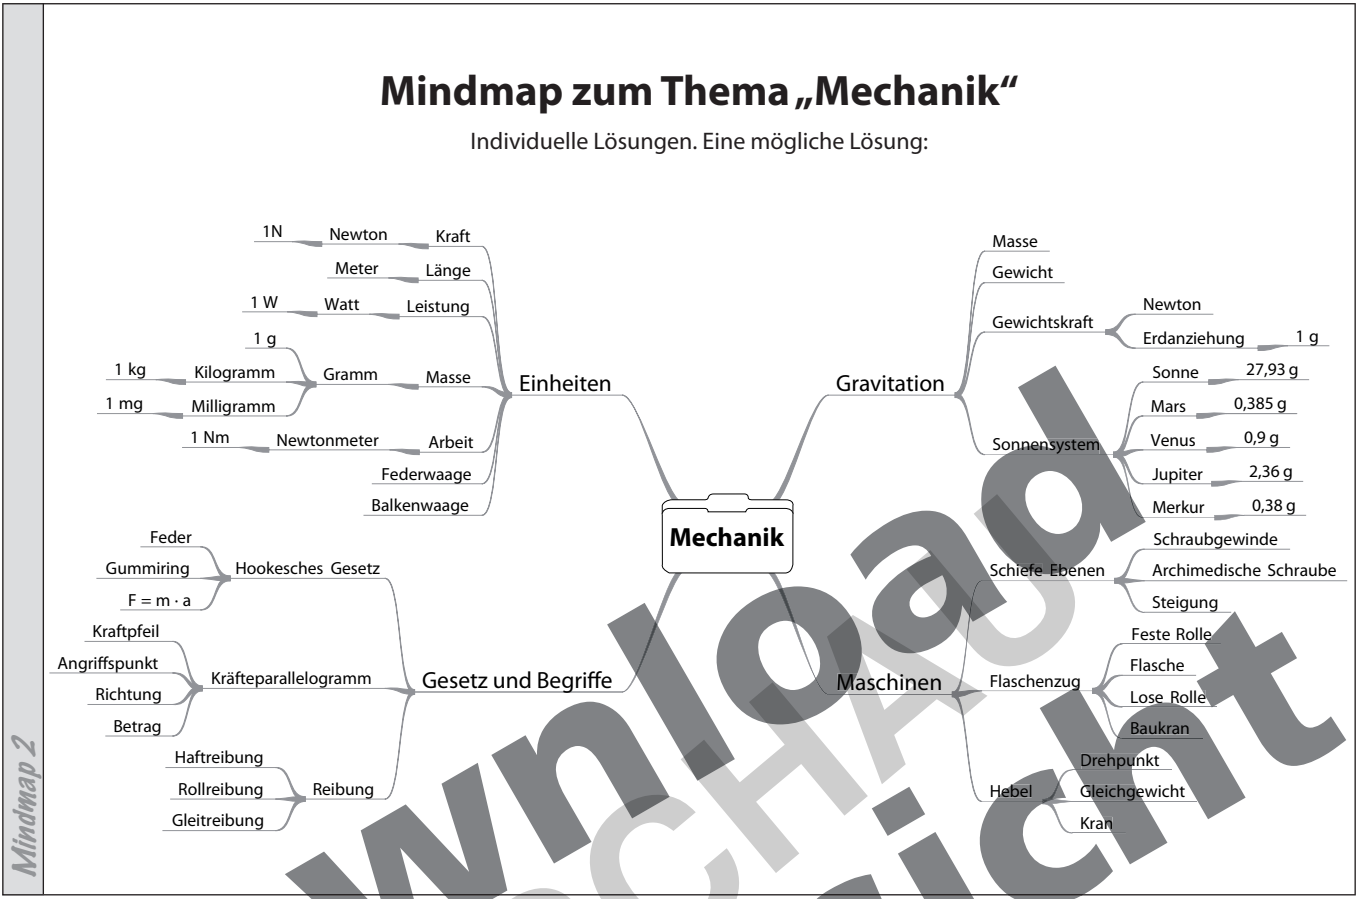 Mindmap zum Thema „Mechanik“
Individuelle Lösungen. Eine mögliche Lösung:
Mechanik
Einheiten
Kraft
Newton
1N
Länge
Meter
Leistung
Watt
1 W
Masse
Gramm
1 g
Kilogramm
1 kg
Milligramm
1 mg
Arbeit
Newtonmeter
1 Nm
Federwaage
Balkenwaage
Gesetz und Begriffe
Hookesches Gesetz
Feder
Gummiring
F = m · a
Kräfteparallelogramm
Kraftpfeil
Angriffspunkt
Richtung
Betrag
Reibung
Haftreibung
Rollreibung
Gleitreibung
Gravitation
Masse
Gewicht
Gewichtskraft
Newton
Erdanziehung
1 g
Sonnensystem
Sonne
27,93 g
Mars
0,385 g
Venus
0,9 g
Jupiter
2,36 g
Merkur
0,38 g
Maschinen
Schiefe Ebenen
Schraubgewinde
Archimedische Schraube
Steigung
Flaschenzug
Feste Rolle
Flasche
Lose Rolle
Baukran
Hebel
Drehpunkt
Gleichgewicht
Kran
Mindmap 2
wnload
CHAU
icht